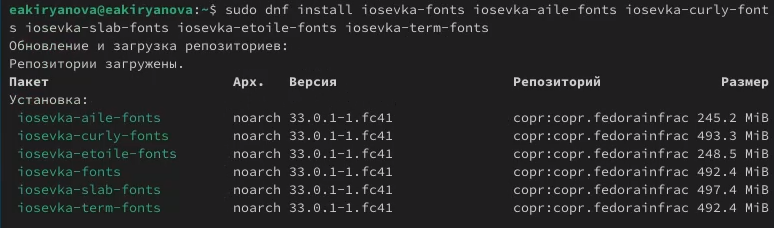 eakiryanova@eakiryanova:~$ sudo dnf install iosevka-fonts iosevka-aile-fonts iosevka-curly-font
s iosevka-slab-fonts iosevka-etoile-fonts iosevka-term-fonts
Обновление и загрузка репозиториев:
Репозитории загружены.
Пакет Арх. Версия Репозиторий Размер
Установка:
iosevka-aile-fonts noarch 33.0.1-1.fc41 copr:copr.fedorainfrac 245.2 MiB
iosevka-curly-fonts noarch 33.0.1-1.fc41 copr:copr.fedorainfrac 493.3 MiB
iosevka-etoile-fonts noarch 33.0.1-1.fc41 copr:copr.fedorainfrac 248.5 MiB
iosevka-fonts noarch 33.0.1-1.fc41 copr:copr.fedorainfrac 492.4 MiB
iosevka-slab-fonts noarch 33.0.1-1.fc41 copr:copr.fedorainfrac 497.4 MiB
iosevka-term-fonts noarch 33.0.1-1.fc41 copr:copr.fedorainfrac 492.4 MiB